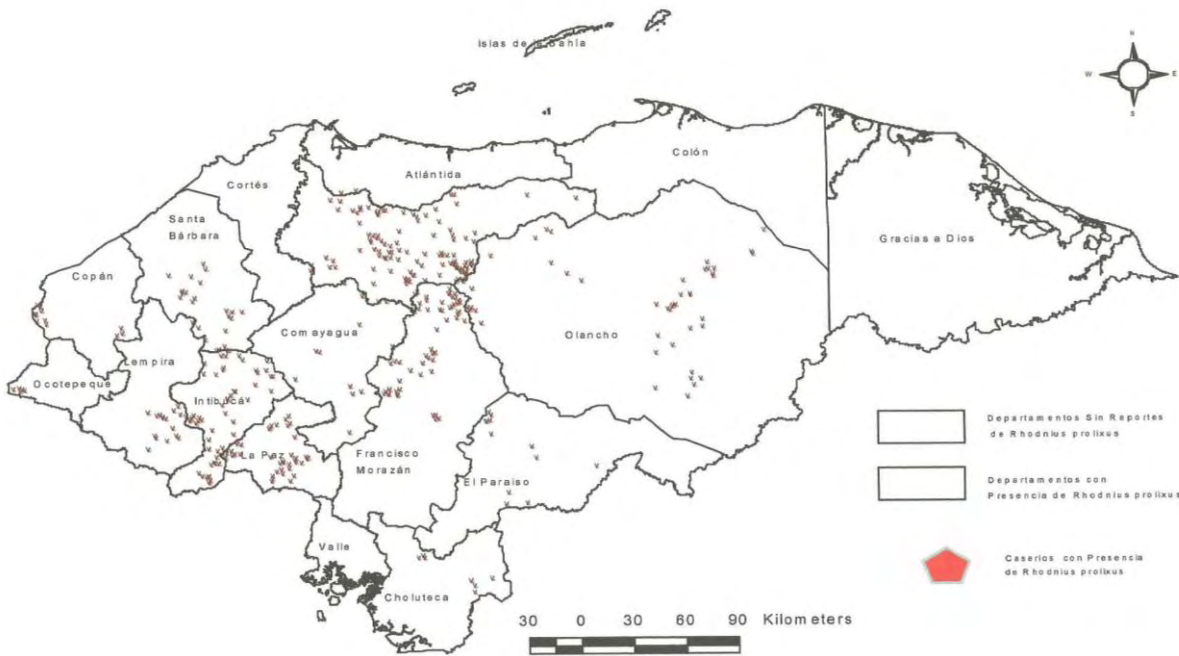 Islas de la Bahía
N
W E
S
Colón
Atlántida
Cortés
Santa
Bárbara
Gracias a Dios
Copán
Olancho
Comayagua
Lempira
Ocotepeque
Intibucá
La Paz
Francisco
Morazán
El Paraíso
Valle
Choluteca
Departamentos Sin Reportes
de Rhodnius prolixus
Departamentos con
Presencia de Rhodnius prolixus
Caserios con Presencia
de Rhodnius prolixus
30 0 30 60 90 Kilometers